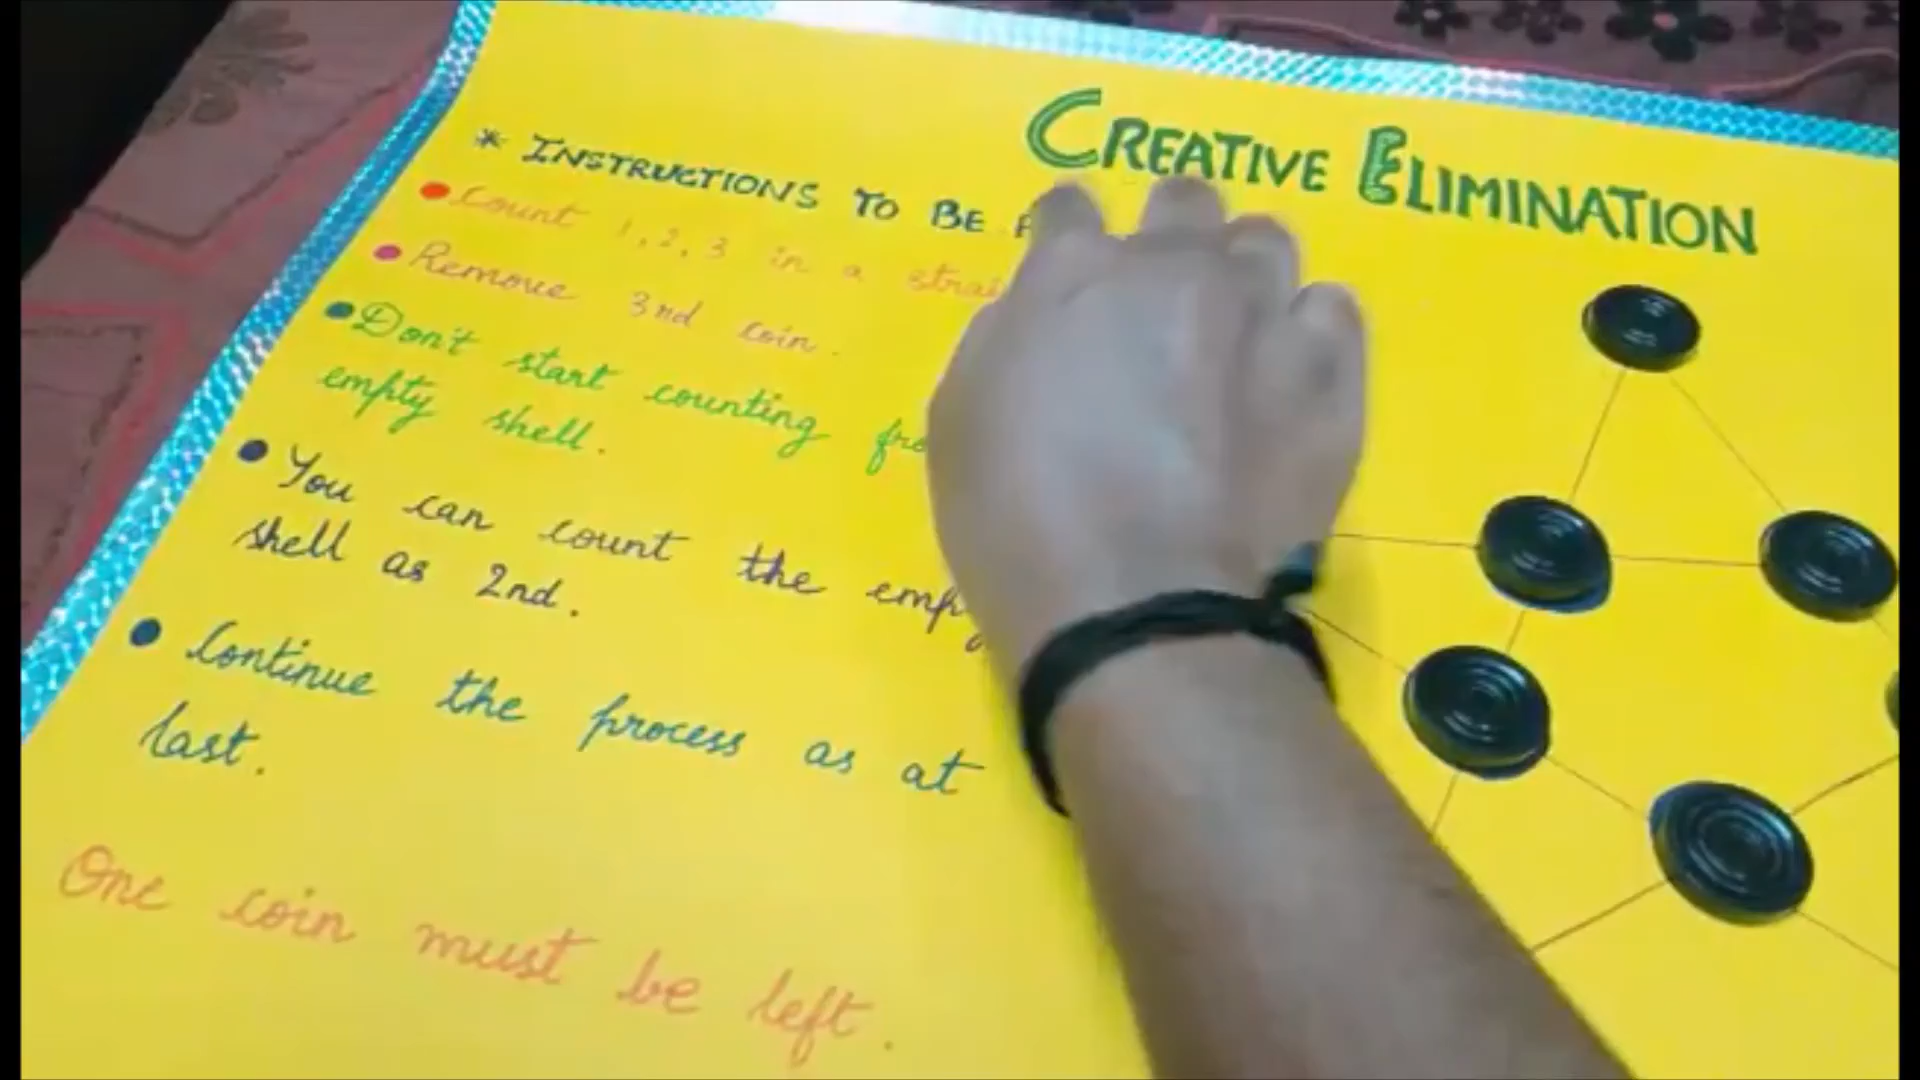 CREATIVE ELIMINATION
* INSTRUCTIONS TO BE
Count 1, 2, 3 in a
Remove 3nd coin.
Don't start counting
empty shell.
You can count the
shell as 2nd.
Continue the process as at
last.
One coin must be left.